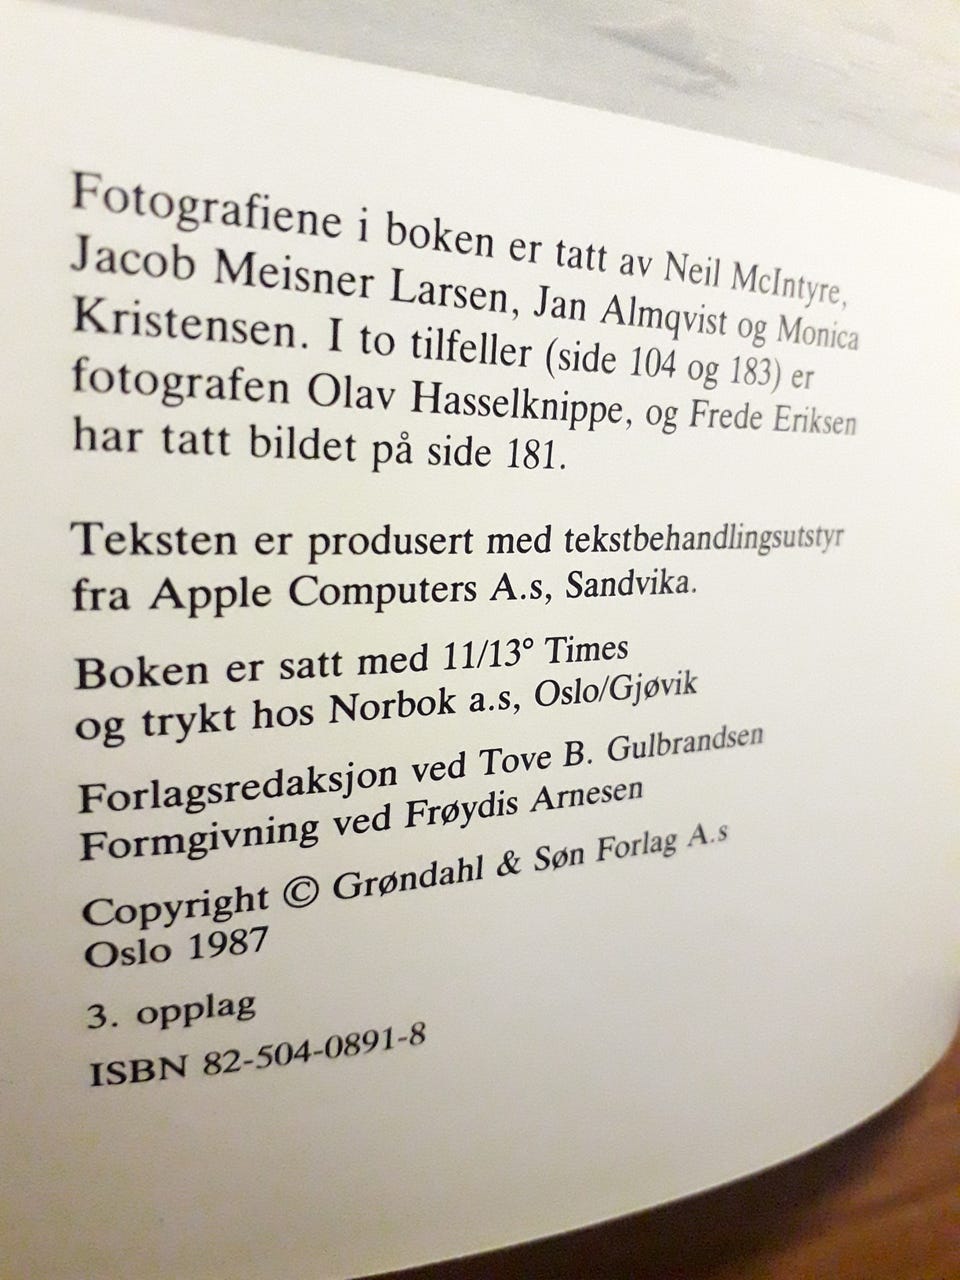 Fotografiene i boken er tatt av Neil McIntyre,
Jacob Meisner Larsen, Jan Almqvist og Monica
Kristensen. I to tilfeller (side 104 og 183) er
fotografen Olav Hasselknippe, og Frede Eriksen
har tatt bildet på side 181.
Teksten er produsert med tekstbehandlingsutstyr
fra Apple Computers A.s, Sandvika.
Boken er satt med 11/13° Times
og trykt hos Norbok a.s, Oslo/Gjøvik
Forlagsredaksjon ved Tove B. Gulbrandsen
Formgivning ved Frøydis Arnesen
Copyright © Grøndahl & Søn Forlag A.s
Oslo 1987
3. opplag
ISBN 82-504-0891-8